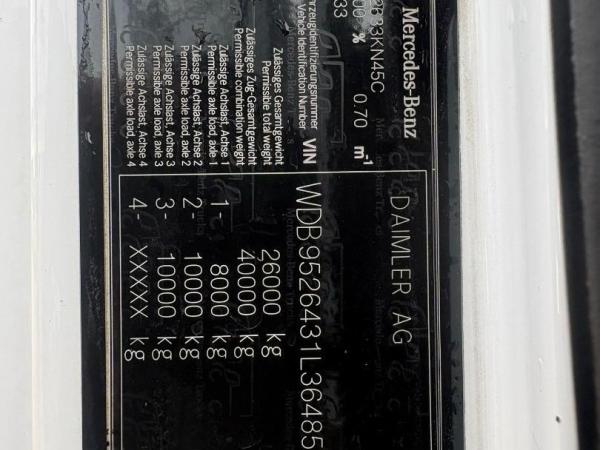 Mercedes-Benz
DAIMLER AG
0.70 m-1
Fahrzeugidentifizierungsnummer
Vehicle Identification Number VIN
WDB9526431L36485
Zulässiges Gesamtgewicht
Permissible total weight
26000 kg
Zulässiges Zug-Gesamtgewicht
Permissible combination weight
40000 kg
Zulässige Achslast, Achse 1
Permissible axle load, axle 1
1- 8000 kg
Zulässige Achslast, Achse 2
Permissible axle load, axle 2
2- 10000 kg
Zulässige Achslast, Achse 3
Permissible axle load, axle 3
3- 10000 kg
Zulässige Achslast, Achse 4
Permissible axle load, axle 4
4- XXXXX kg